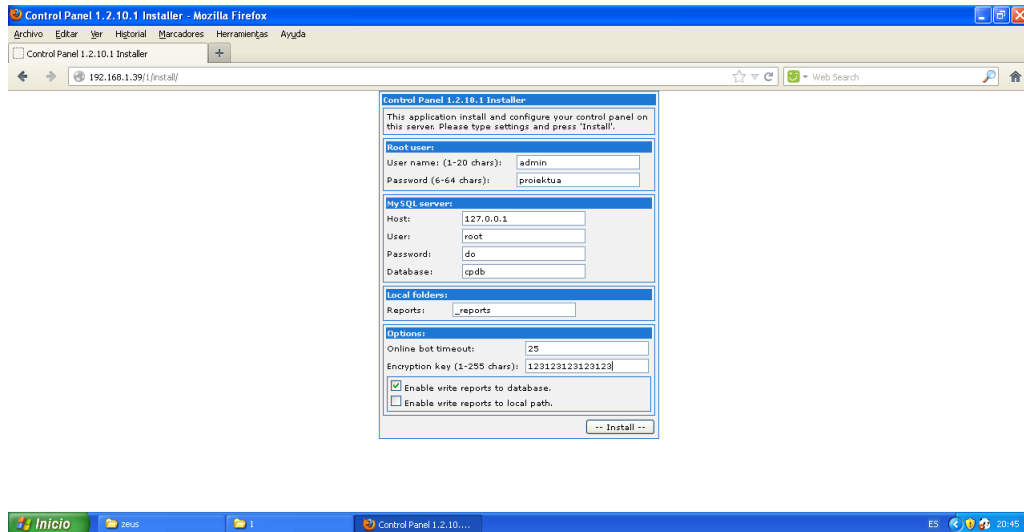 Control Panel 1.2.10.1 Installer - Mozilla Firefox
Archivo Editar Ver Historial Marcadores Herramientas Ayuda
Control Panel 1.2.10.1 Installer +
192.168.1.39/1/install/ Web Search
Control Panel 1.2.10.1 Installer
This application install and configure your control panel on
this server. Please type settings and press 'Install'.
Root user:
User name: (1-20 chars): admin
Password (6-64 chars): proiektua
MySQL server:
Host: 127.0.0.1
User: root
Password: do
Database: cpdb
Local folders:
Reports: _reports
Options:
Online bot timeout: 25
Encryption key (1-255 chars): 123123123123123
Enable write reports to database.
Enable write reports to local path.
-- Install --
Inicio zeus 1 Control Panel 1.2.10.... ES 20:45